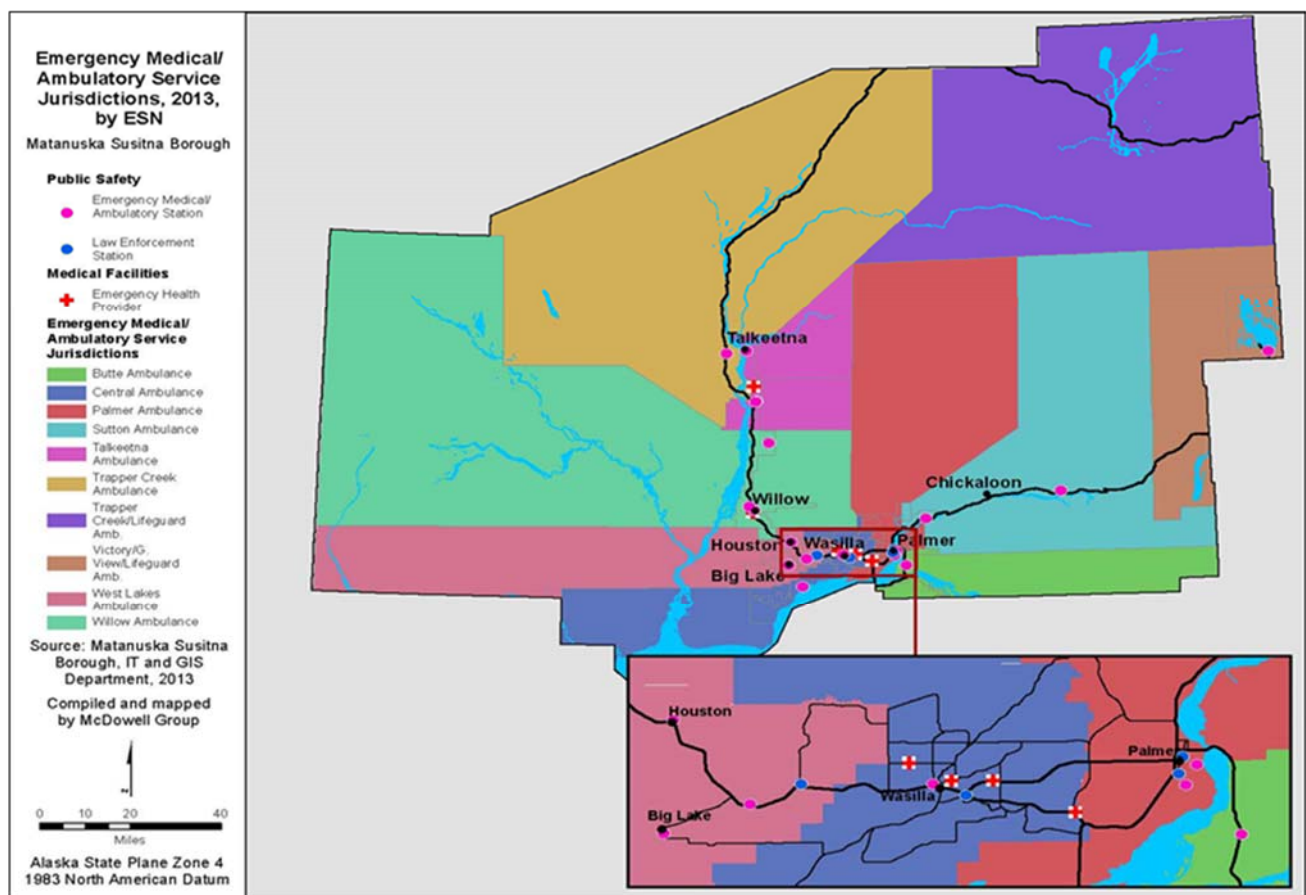 Emergency Medical/
Ambulatory Service
Jurisdictions, 2013,
by ESN
Matanuska Susitna Borough
Public Safety
Emergency Medical/
Ambulatory Station
Law Enforcement
Station
Medical Facilities
Emergency Health
Provider
Emergency Medical/
Ambulatory Service
Jurisdictions
Butte Ambulance
Central Ambulance
Palmer Ambulance
Sutton Ambulance
Talkeetna
Ambulance
Trapper Creek
Ambulance
Trapper
Creek/Lifeguard
Amb.
Victory/G.
View/Lifeguard
Amb.
West Lakes
Ambulance
Willow Ambulance
Source: Matanuska Susitna
Borough, IT and GIS
Department, 2013
Compiled and mapped
by McDowell Group
N
40 20 0 40
Miles
Alaska State Plane Zone 4
1983 North American Datum
Talkeetna
Chickaloon
Willow
Houston
Wasilla
Palmer
Big Lake
Houston
Palme
Wasilla
Big Lake